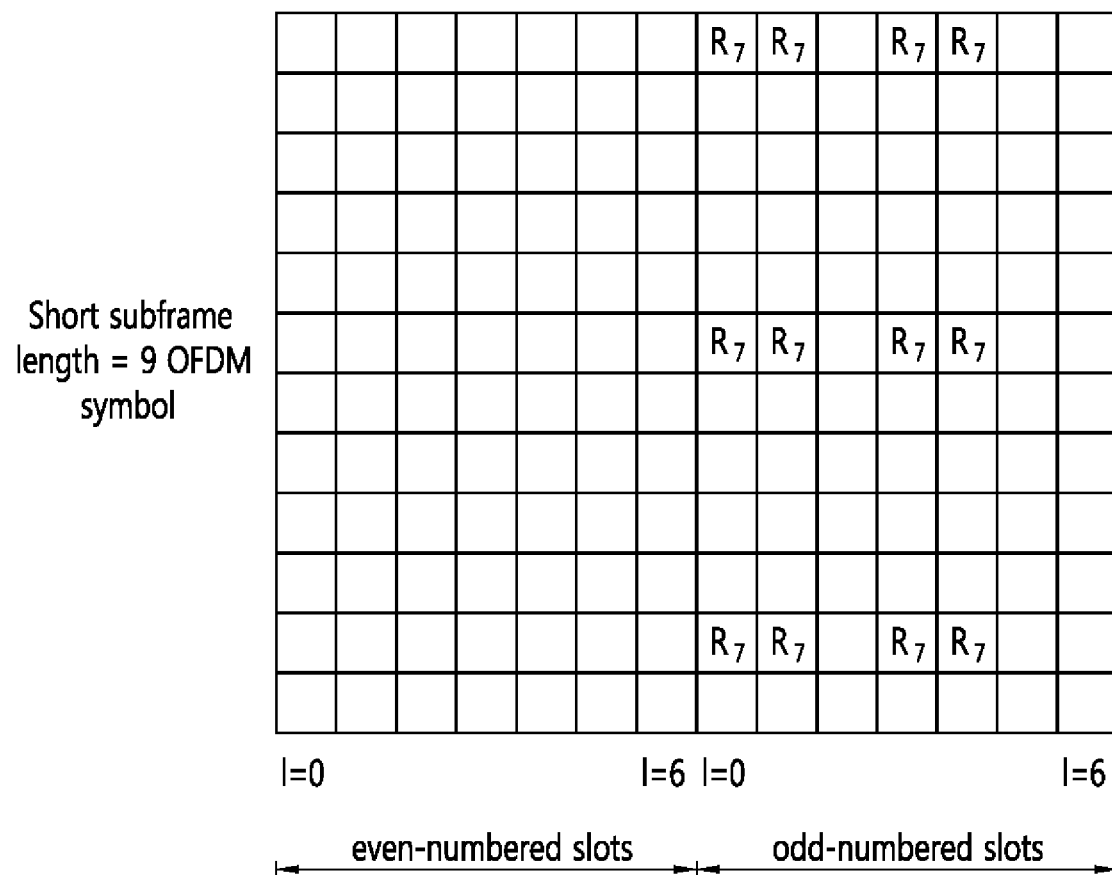 R7 R7 R7 R7
Short subframe
length = 9 OFDM
symbol
R7 R7 R7 R7
R7 R7 R7 R7
l=0 l=6 l=0 l=6
even-numbered slots odd-numbered slots